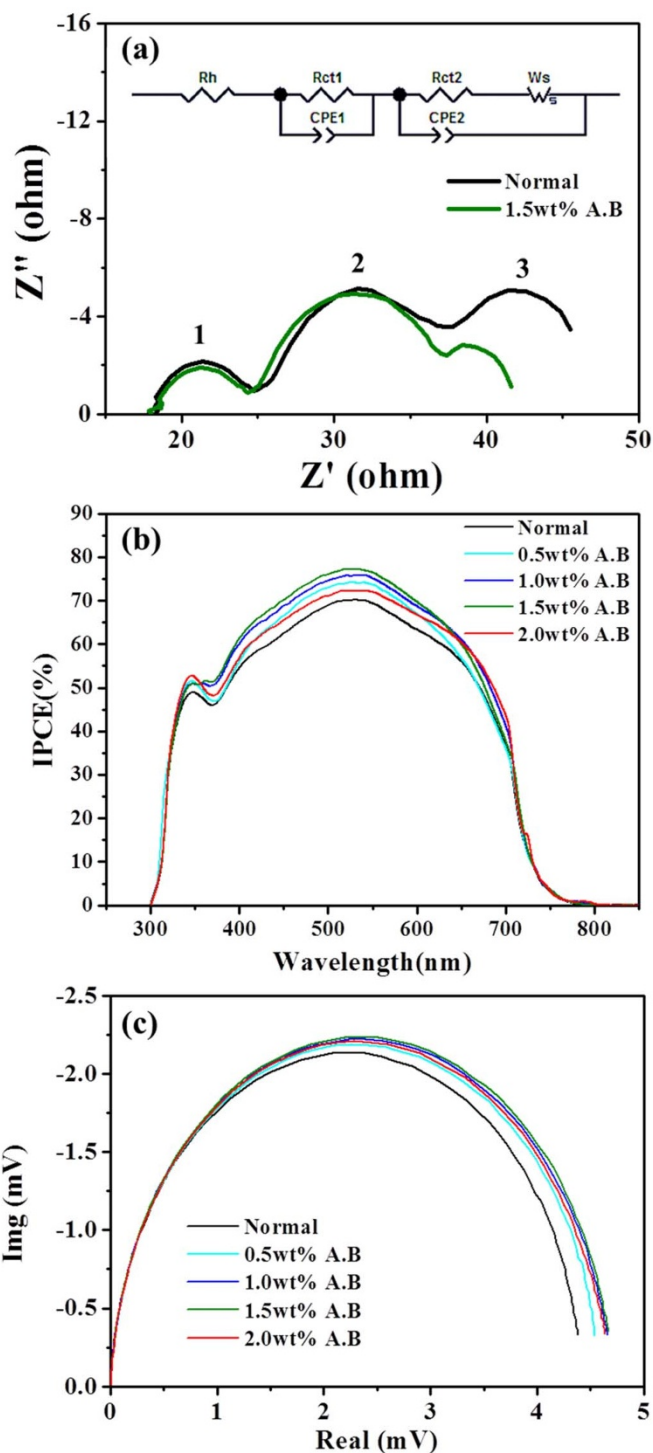 (a)
Rh
Rct1
Rct2
Ws
s
CPE1
CPE2
Normal
1.5wt% A.B
1
2
3
-16
-12
-8
-4
0
Z'' (ohm)
20
30
40
50
Z' (ohm)
(b)
Normal
0.5wt% A.B
1.0wt% A.B
1.5wt% A.B
2.0wt% A.B
90
80
70
60
50
40
30
20
10
0
IPCE(%)
300
400
500
600
700
800
Wavelength(nm)
(c)
-2.5
-2.0
-1.5
-1.0
-0.5
0.0
Img (mV)
Normal
0.5wt% A.B
1.0wt% A.B
1.5wt% A.B
2.0wt% A.B
0
1
2
3
4
5
Real (mV)